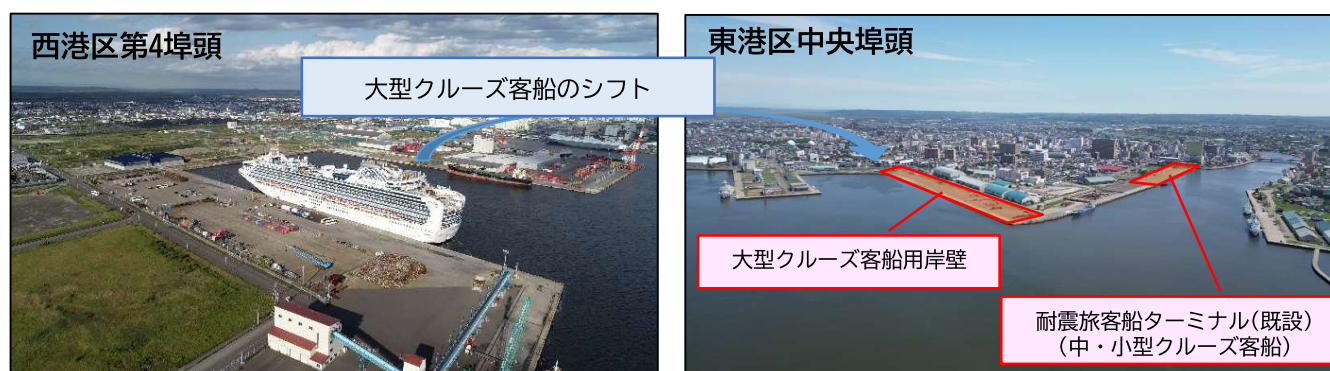 西港区第4埠頭
大型クルーズ客船のシフト
東港区中央埠頭
大型クルーズ客船用岸壁
耐震旅客船ターミナル(既設)
(中・小型クルーズ客船)